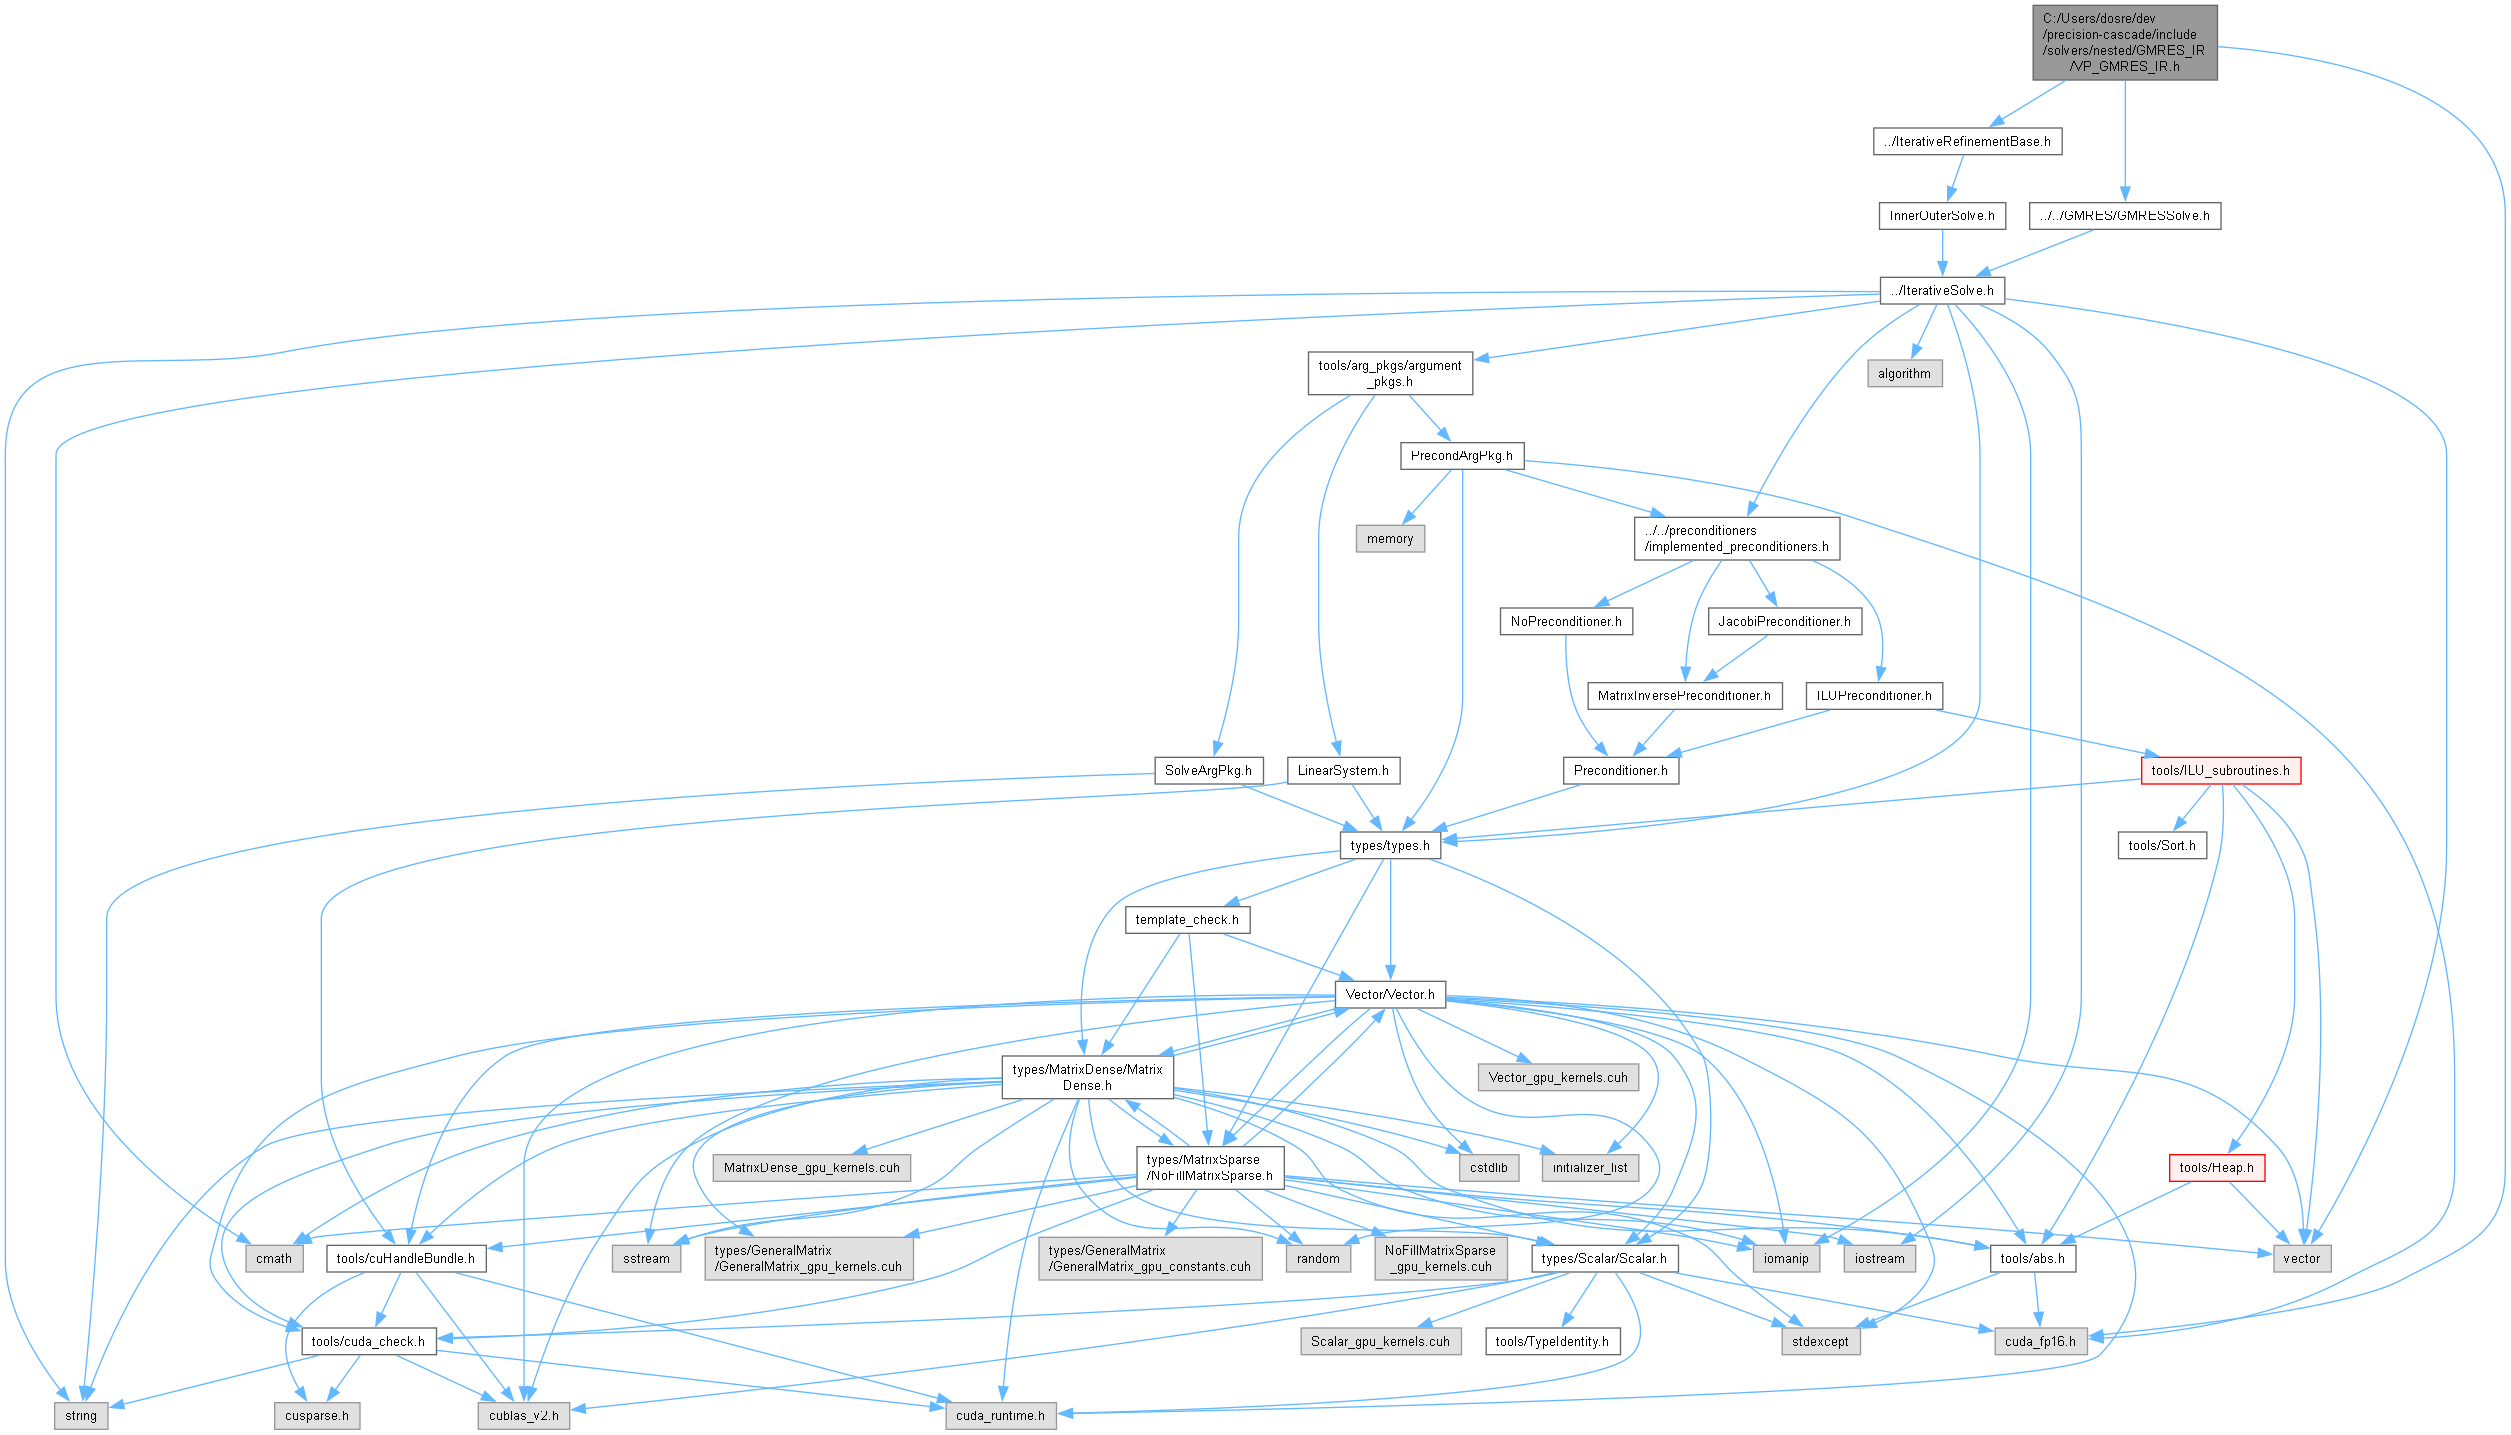 C:/Users/dosre/dev
/precision-cascade/include
/solvers/nested/GMRES_IR
/VP_GMRES_IR.h
../IterativeRefinementBase.h
InnerOuterSolve.h
../../GMRES/GMRESSolve.h
../IterativeSolve.h
tools/arg_pkgs/argument
_pkgs.h
algorithm
PrecondArgPkg.h
memory
../../preconditioners
/implemented_preconditioners.h
NoPreconditioner.h
JacobiPreconditioner.h
MatrixInversePreconditioner.h
ILUPreconditioner.h
SolveArgPkg.h
LinearSystem.h
Preconditioner.h
tools/ILU_subroutines.h
types/types.h
tools/Sort.h
template_check.h
Vector/Vector.h
types/MatrixDense/Matrix
Dense.h
Vector_gpu_kernels.cuh
MatrixDense_gpu_kernels.cuh
types/MatrixSparse
/NoFillMatrixSparse.h
cstdlib
initializer_list
tools/Heap.h
cmath
tools/cuHandleBundle.h
sstream
types/GeneralMatrix
/GeneralMatrix_gpu_kernels.cuh
types/GeneralMatrix
/GeneralMatrix_gpu_constants.cuh
random
NoFillMatrixSparse
_gpu_kernels.cuh
types/Scalar/Scalar.h
iomanip
iostream
tools/abs.h
vector
tools/cuda_check.h
Scalar_gpu_kernels.cuh
tools/TypeIdentity.h
stdexcept
cuda_fp16.h
string
cusparse.h
cublas_v2.h
cuda_runtime.h